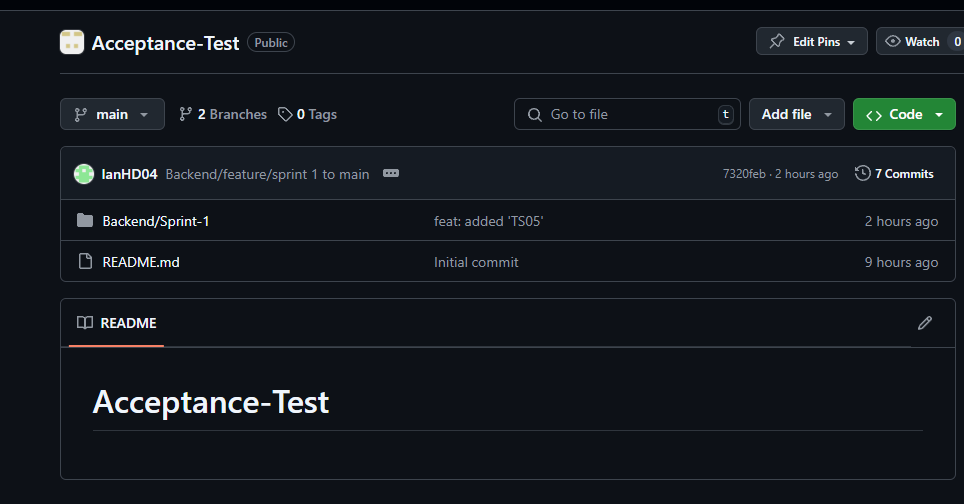 Acceptance-Test Public Edit Pins Watch 0
main 2 Branches 0 Tags Go to file t Add file Code
IanHD04 Backend/feature/sprint 1 to main 7320feb · 2 hours ago 7 Commits
Backend/Sprint-1 feat: added 'TS05' 2 hours ago
README.md Initial commit 9 hours ago
README
Acceptance-Test